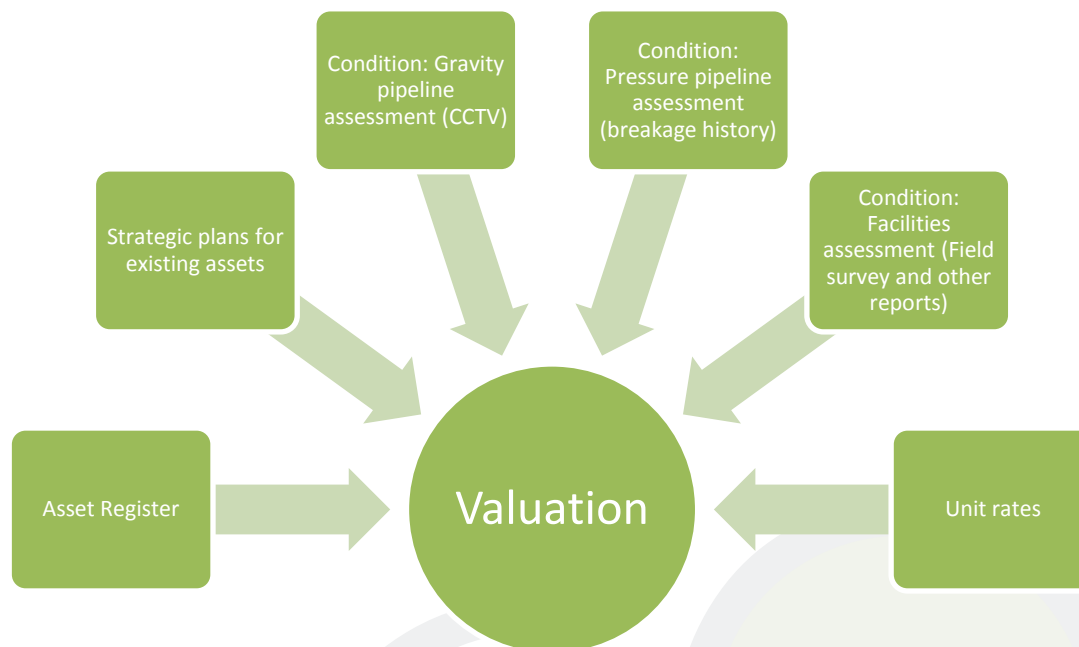 Condition: Gravity
pipeline
assessment (CCTV)
Condition:
Pressure pipeline
assessment
(breakage history)
Strategic plans for
existing assets
Condition:
Facilities
assessment (Field
survey and other
reports)
Asset Register
Valuation
Unit rates